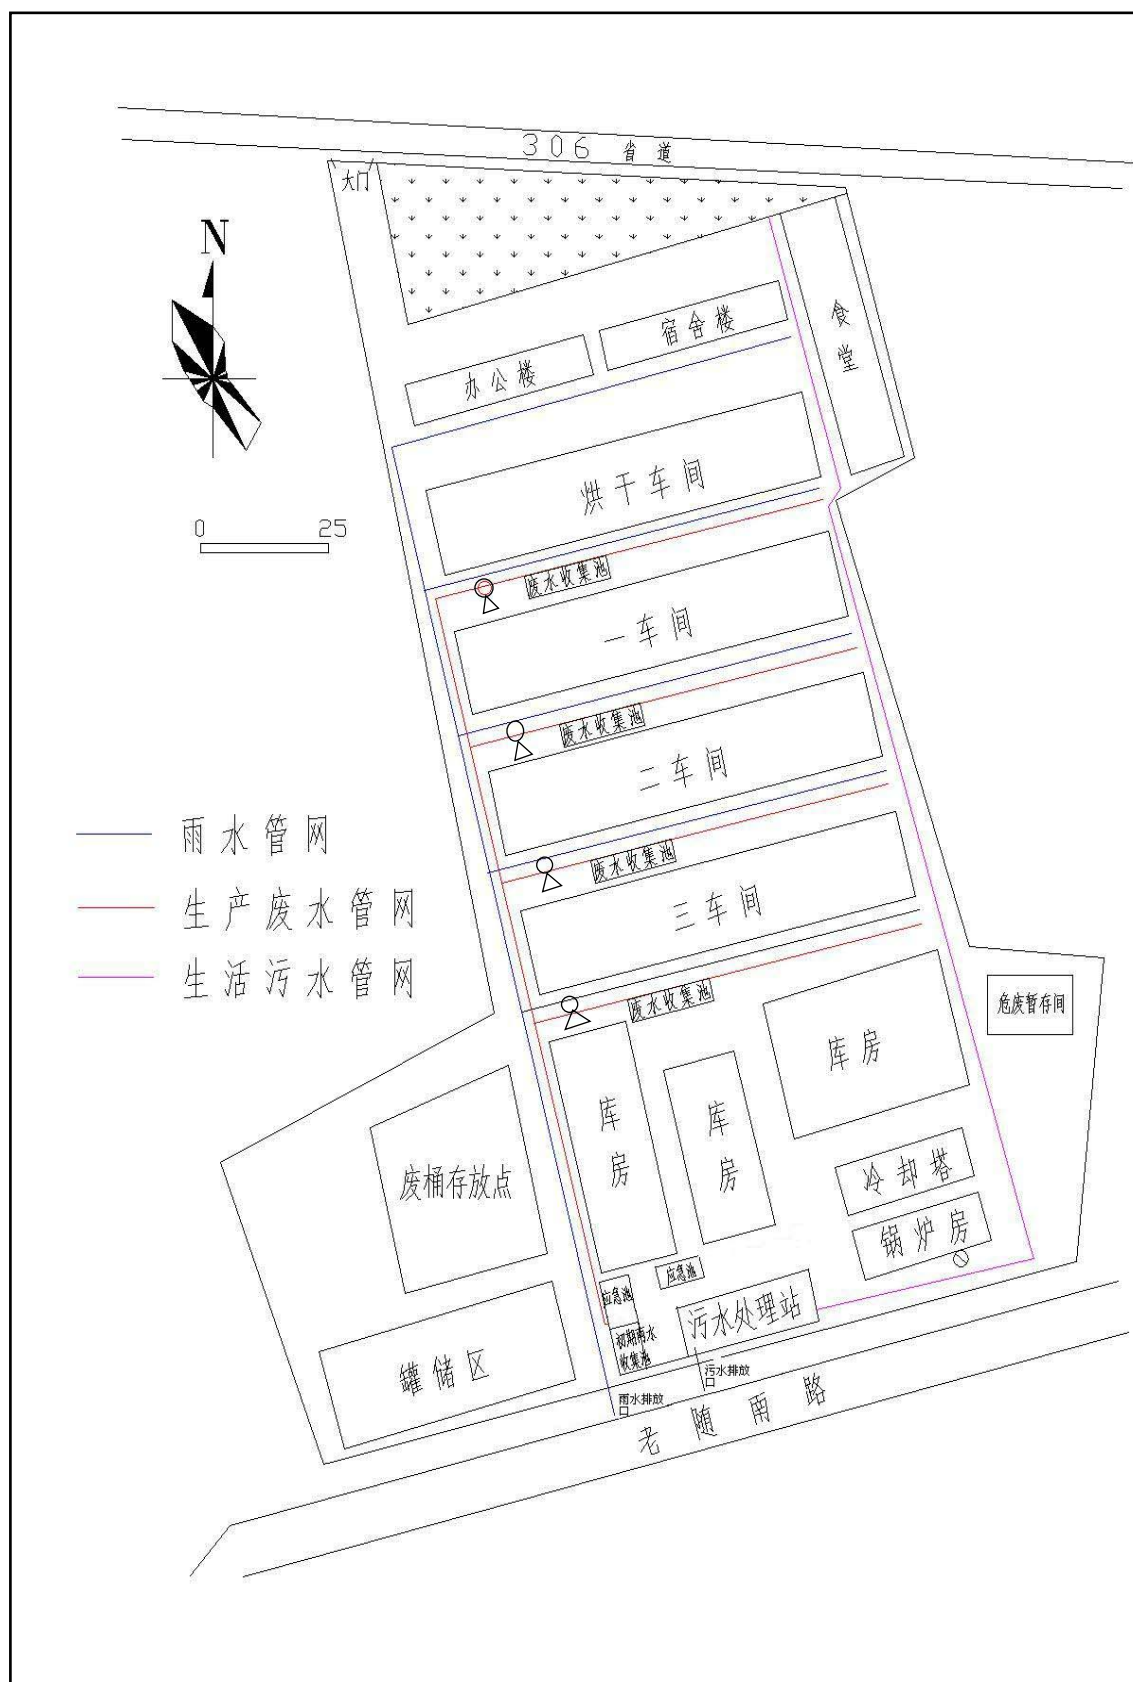 306 省道
大门
N
食堂
宿舍楼
办公楼
烘干车间
0 25
废水收集池
一车间
废水收集池
二车间
雨水管网
废水收集池
三车间
生产废水管网
生活污水管网
废水收集池
危废暂存间
库房
库房
库房
废桶存放点
冷却塔
锅炉房
应急池
应急池
污水处理站
初期雨水
收集池
罐储区
污水排放
口
雨水排放
口
老随南路